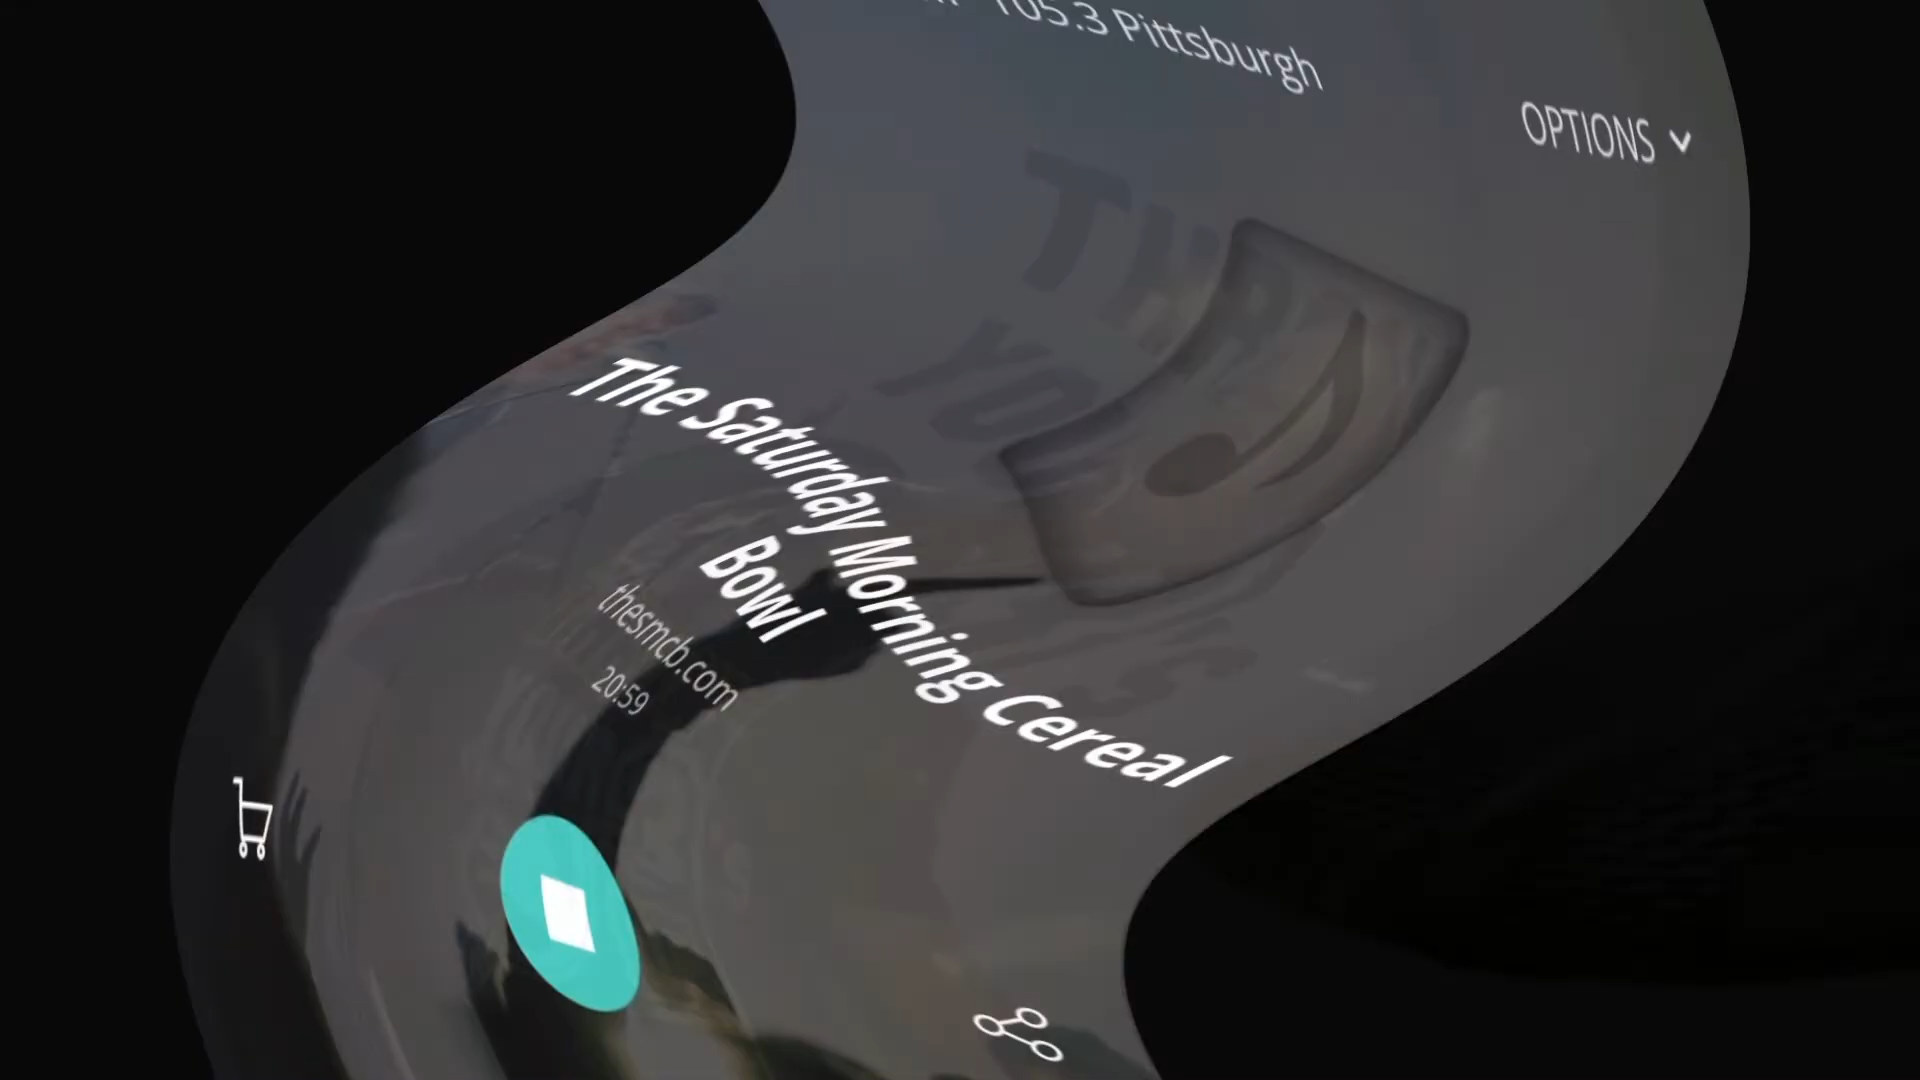 105.3 Pittsburgh
OPTIONS
The Saturday Morning Cereal
Bowl
thesmcb.com
20:59